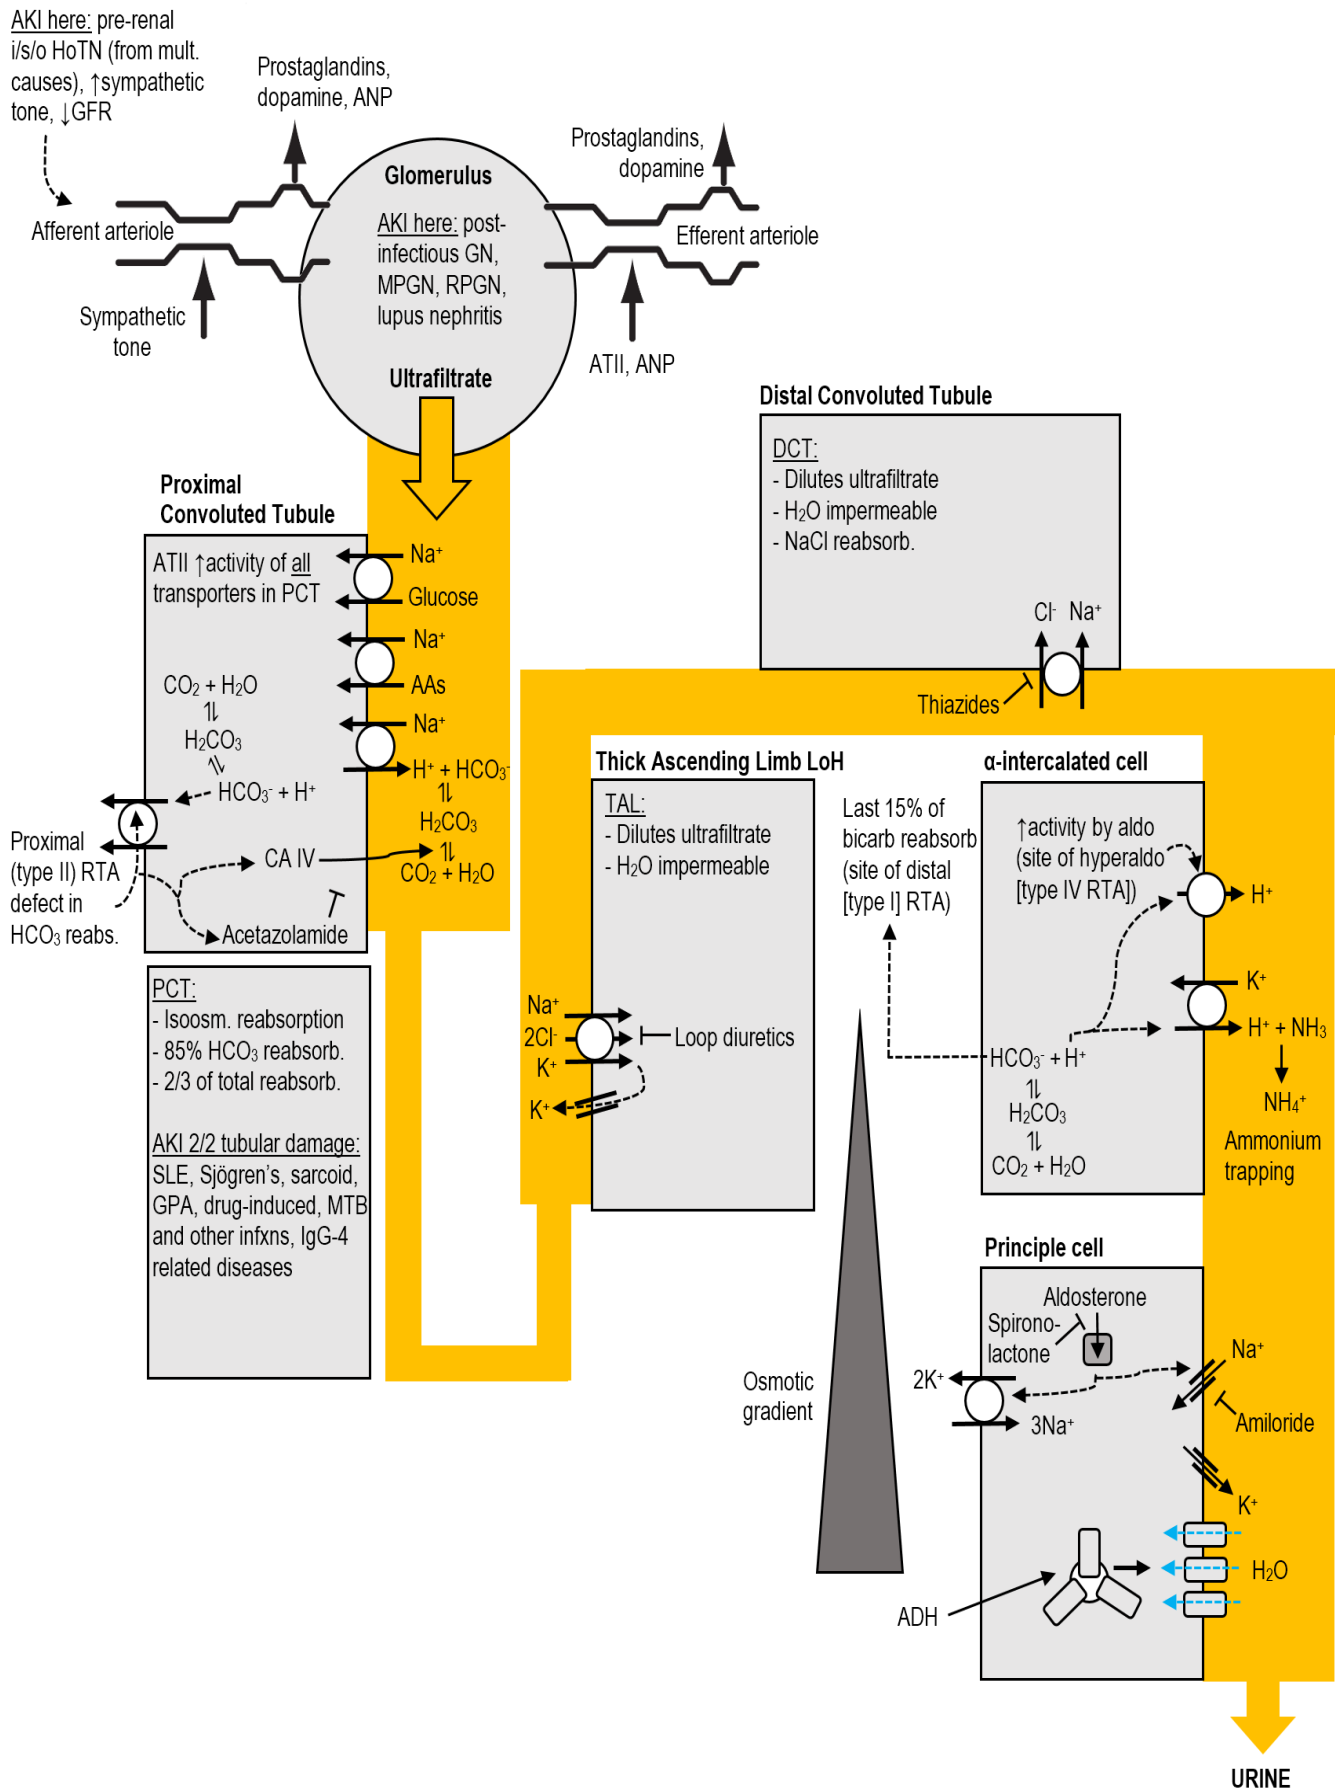 AKI here: pre-renal
i/s/o HoTN (from mult.
causes), ↑sympathetic
tone, ↓GFR
Prostaglandins,
dopamine, ANP
Prostaglandins,
dopamine
Afferent arteriole
Sympathetic
tone
Glomerulus
AKI here: post-
infectious GN,
MPGN, RPGN,
lupus nephritis
Ultrafiltrate
Efferent arteriole
ATII, ANP
Proximal
Convoluted Tubule
ATII ↑activity of all
transporters in PCT
Na⁺
Glucose
Na⁺
AAs
Na⁺
H⁺ + HCO₃⁻
⇌
H₂CO₃
⇌
CO₂ + H₂O
CO₂ + H₂O
⇌
H₂CO₃
⇌
HCO₃⁻ + H⁺
CA IV
Acetazolamide
Proximal
(type II) RTA
defect in
HCO₃ reabs.
PCT:
- Isoosm. reabsorption
- 85% HCO₃ reabsorb.
- 2/3 of total reabsorb.
AKI 2/2 tubular damage:
SLE, Sjögren’s, sarcoid,
GPA, drug-induced, MTB
and other infxns, IgG-4
related diseases
Thick Ascending Limb LoH
TAL:
- Dilutes ultrafiltrate
- H₂O impermeable
Na⁺
2Cl⁻
K⁺
K⁺
Loop diuretics
Distal Convoluted Tubule
DCT:
- Dilutes ultrafiltrate
- H₂O impermeable
- NaCl reabsorb.
Cl⁻ Na⁺
Thiazides
Last 15% of
bicarb reabsorb
(site of distal
[type I] RTA)
α-intercalated cell
↑activity by aldo
(site of hyperaldo
[type IV RTA])
H⁺
K⁺
H⁺ + NH₃
NH₄⁺
Ammonium
trapping
HCO₃⁻ + H⁺
⇌
H₂CO₃
⇌
CO₂ + H₂O
Osmotic
gradient
Principle cell
Aldosterone
Spirono-
lactone
2K⁺
3Na⁺
Na⁺
Amiloride
K⁺
H₂O
ADH
URINE